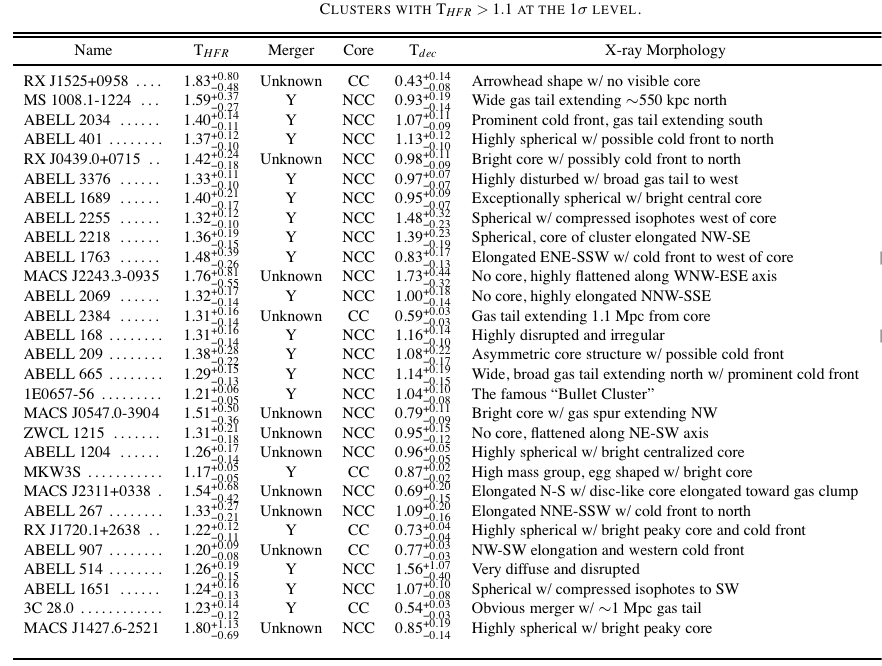 CLUSTERS WITH T_HFR > 1.1 AT THE 1σ LEVEL.
Name T_HFR Merger Core T_dec X-ray Morphology
RX J1525+0958 .... 1.83+0.80−0.48 Unknown CC 0.43+0.14−0.08 Arrowhead shape w/ no visible core
MS 1008.1-1224 ... 1.59+0.37−0.27 Y NCC 0.93+0.19−0.14 Wide gas tail extending ~550 kpc north
ABELL 2034 ...... 1.40+0.14−0.11 Y NCC 1.07+0.11−0.09 Prominent cold front, gas tail extending south
ABELL 401 ........ 1.37+0.12−0.10 Y NCC 1.13+0.12−0.10 Highly spherical w/ possible cold front to north
RX J0439.0+0715 .. 1.42+0.24−0.18 Unknown NCC 0.98+0.11−0.09 Bright core w/ possibly cold front to north
ABELL 3376 ...... 1.33+0.11−0.10 Y NCC 0.97+0.07−0.07 Highly disturbed w/ broad gas tail to west
ABELL 1689 ...... 1.40+0.21−0.17 Y NCC 0.95+0.09−0.07 Exceptionally spherical w/ bright central core
ABELL 2255 ...... 1.32+0.12−0.10 Y NCC 1.48+0.32−0.23 Spherical w/ compressed isophotes west of core
ABELL 2218 ...... 1.36+0.19−0.15 Y NCC 1.39+0.23−0.19 Spherical, core of cluster elongated NW-SE
ABELL 1763 ...... 1.48+0.39−0.26 Y NCC 0.83+0.17−0.13 Elongated ENE-SSW w/ cold front to west of core
MACS J2243.3-0935 1.76+0.81−0.55 Unknown NCC 1.73+0.44−0.32 No core, highly flattened along WNW-ESE axis
ABELL 2069 ...... 1.32+0.17−0.14 Y NCC 1.00+0.18−0.14 No core, highly elongated NNW-SSE
ABELL 2384 ...... 1.31+0.16−0.14 Unknown CC 0.59+0.03−0.03 Gas tail extending 1.1 Mpc from core
ABELL 168 ........ 1.31+0.16−0.14 Y NCC 1.16+0.14−0.10 Highly disrupted and irregular
ABELL 209 ........ 1.38+0.28−0.22 Y NCC 1.08+0.22−0.17 Asymmetric core structure w/ possible cold front
ABELL 665 ........ 1.29+0.15−0.13 Y NCC 1.14+0.19−0.15 Wide, broad gas tail extending north w/ prominent cold front
1E0657-56 ......... 1.21+0.06−0.05 Y NCC 1.04+0.10−0.08 The famous “Bullet Cluster”
MACS J0547.0-3904 1.51+0.50−0.36 Unknown NCC 0.79+0.11−0.09 Bright core w/ gas spur extending NW
ZWCL 1215 ....... 1.31+0.21−0.18 Unknown NCC 0.95+0.15−0.12 No core, flattened along NE-SW axis
ABELL 1204 ...... 1.26+0.17−0.14 Unknown NCC 0.96+0.05−0.05 Highly spherical w/ bright centralized core
MKW3S ........... 1.17+0.05−0.05 Y CC 0.87+0.02−0.02 High mass group, egg shaped w/ bright core
MACS J2311+0338 . 1.54+0.68−0.42 Unknown NCC 0.69+0.20−0.15 Elongated N-S w/ disc-like core elongated toward gas clump
ABELL 267 ........ 1.33+0.27−0.21 Unknown NCC 1.09+0.20−0.16 Elongated NNE-SSW w/ cold front to north
RX J1720.1+2638 .. 1.22+0.12−0.11 Y CC 0.73+0.04−0.04 Highly spherical w/ bright peaky core and cold front
ABELL 907 ........ 1.20+0.09−0.08 Unknown CC 0.77+0.03−0.03 NW-SW elongation and western cold front
ABELL 514 ........ 1.26+0.19−0.15 Y NCC 1.56+1.07−0.40 Very diffuse and disrupted
ABELL 1651 ...... 1.24+0.16−0.13 Y NCC 1.07+0.10−0.08 Spherical w/ compressed isophotes to SW
3C 28.0 ............ 1.23+0.14−0.12 Y CC 0.54+0.03−0.03 Obvious merger w/ ~1 Mpc gas tail
MACS J1427.6-2521 1.80+1.13−0.69 Unknown NCC 0.85+0.19−0.14 Highly spherical w/ bright peaky core